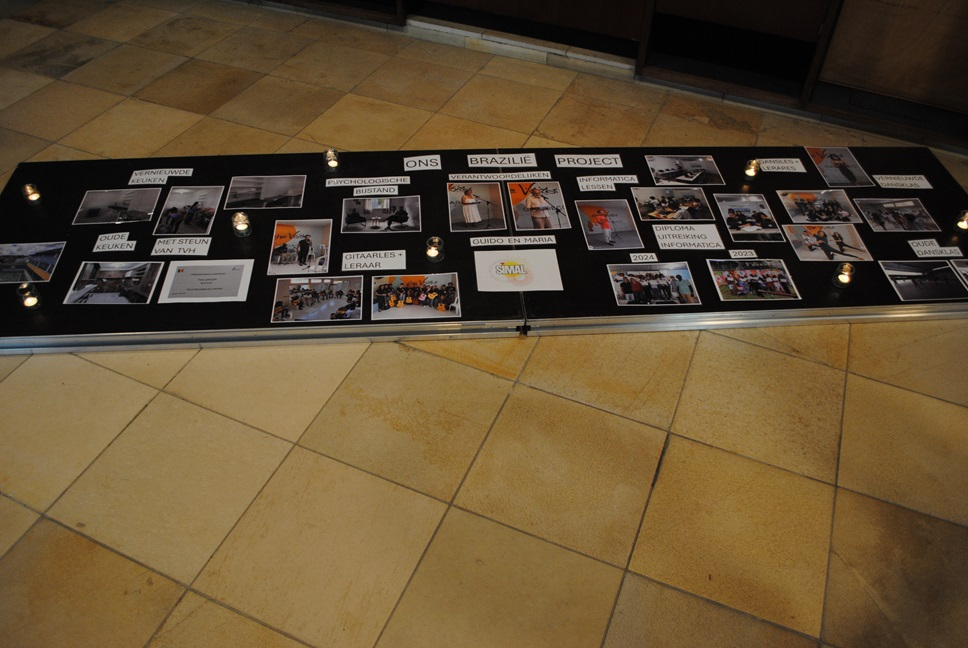 ONS BRAZILIË PROJECT
VERNIEUWDE
KEUKEN
PSYCHOLOGISCHE
BIJSTAND
VERANTWOORDELIJKEN
INFORMATICA
LESSEN
DANSLES +
LERARES
VERNIEUWDE
DANSKLAS
OUDE
KEUKEN
MET STEUN
VAN TVH
GITAARLES +
LERAAR
GUIDO EN MARIA
SIMAL
DIPLOMA
UITREIKING
INFORMATICA
2024
2023
OUDE
DANSKLAS